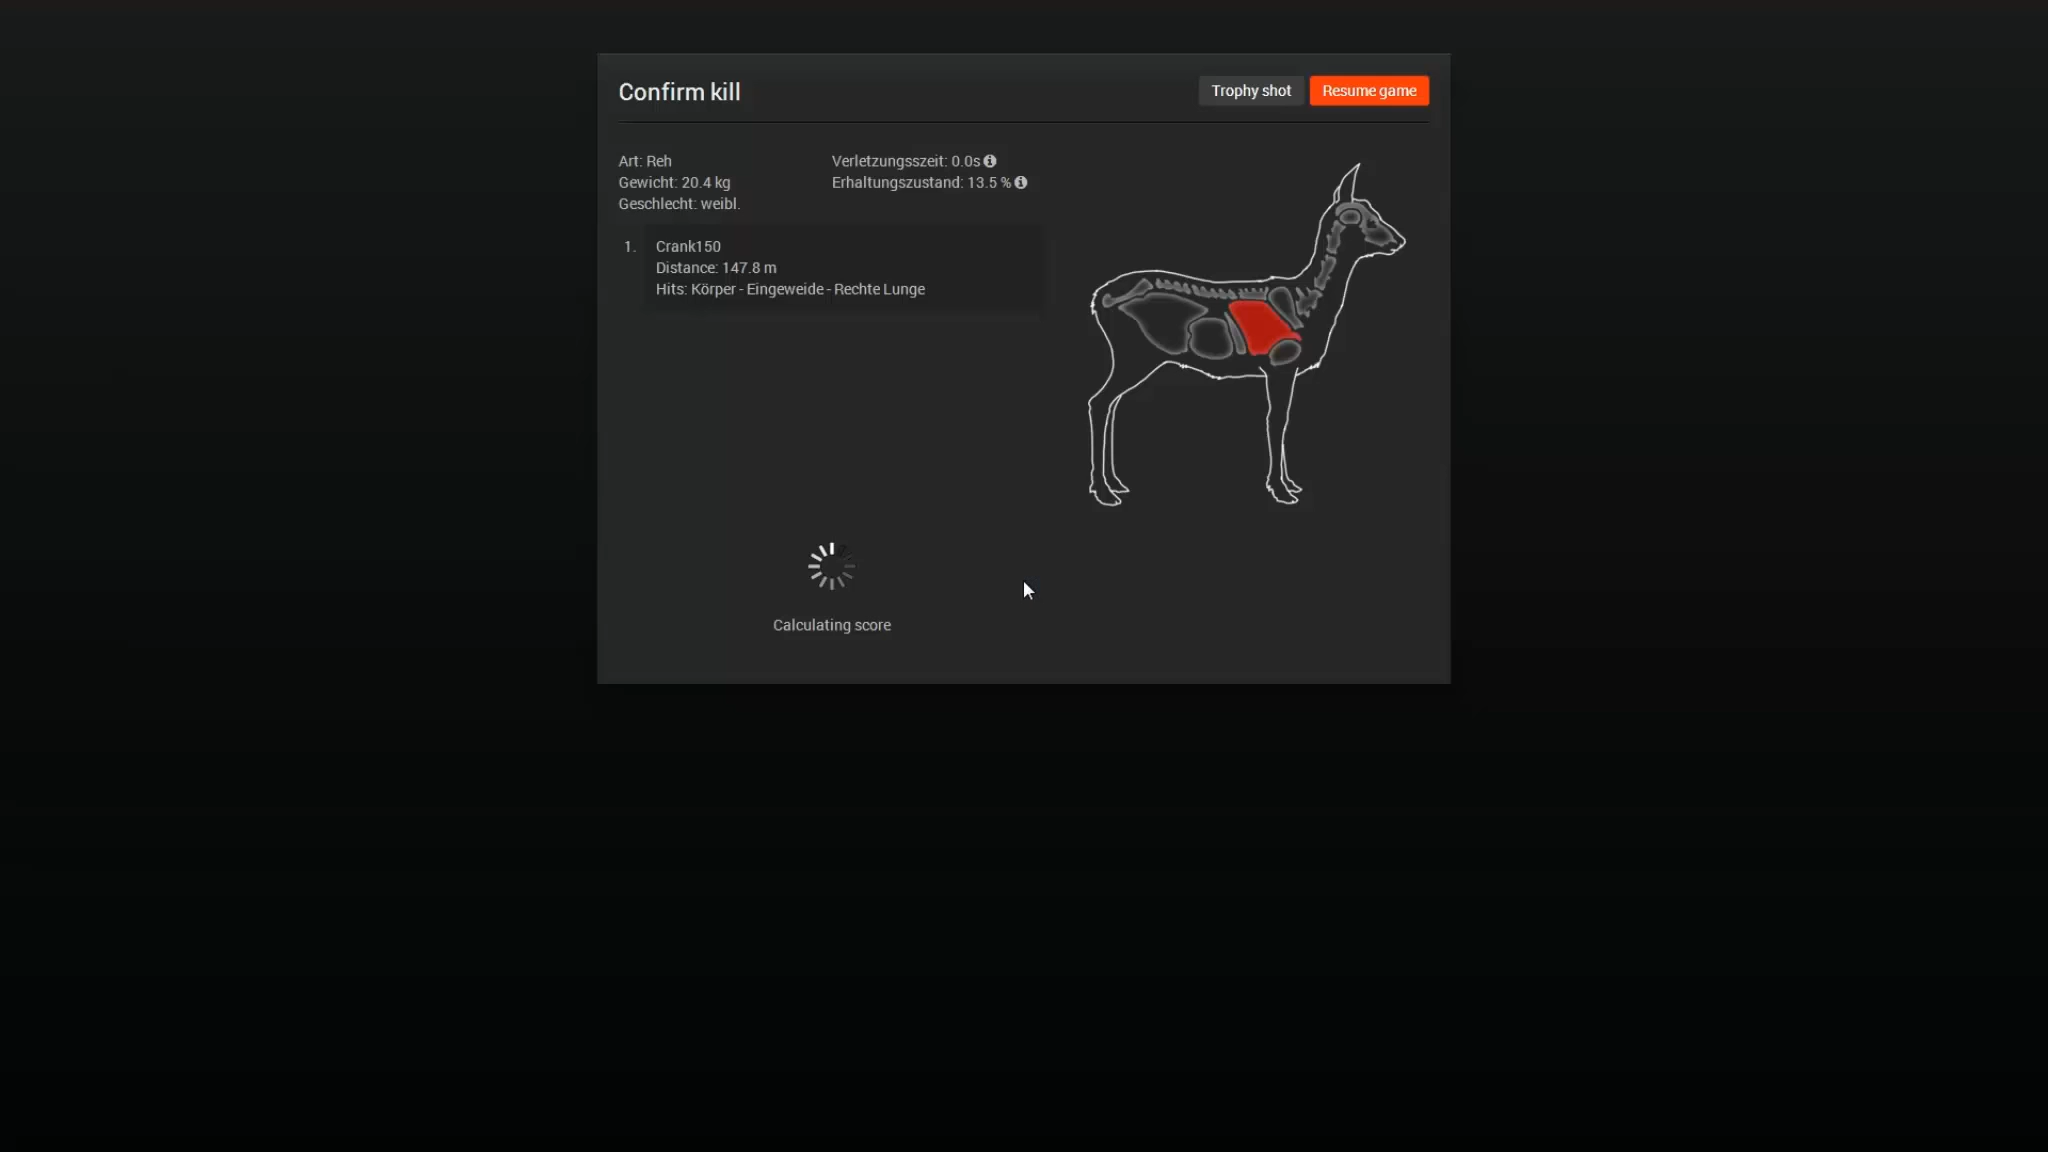 Confirm kill
Trophy shot
Resume game
Art: Reh
Gewicht: 20.4 kg
Geschlecht: weibl.
Verletzungsszeit: 0.0s
Erhaltungszustand: 13.5 %
1. Crank150
Distance: 147.8 m
Hits: Körper - Eingeweide - Rechte Lunge
Calculating score